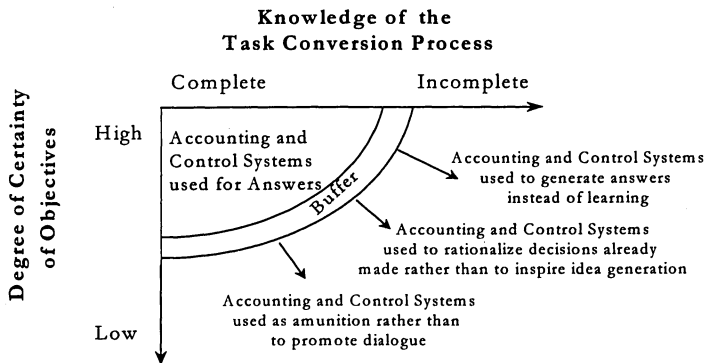 Knowledge of the
Task Conversion Process
Complete
Incomplete
Degree of Certainty
of Objectives
High
Low
Accounting and
Control Systems
used for Answers
Buffer
Accounting and Control Systems
used to generate answers
instead of learning
Accounting and Control Systems
used to rationalize decisions already
made rather than to inspire idea generation
Accounting and Control Systems
used as amunition rather than
to promote dialogue